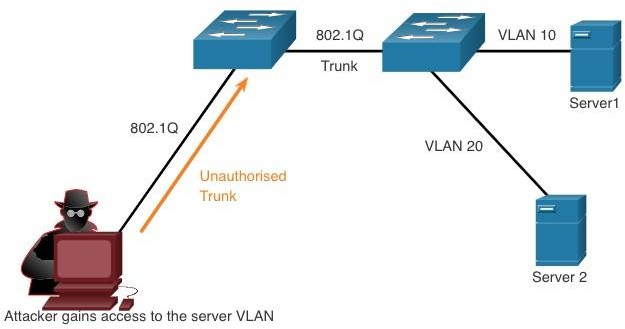 802.1Q
Trunk
VLAN 10
Server1
802.1Q
VLAN 20
Unauthorised
Trunk
Server 2
Attacker gains access to the server VLAN